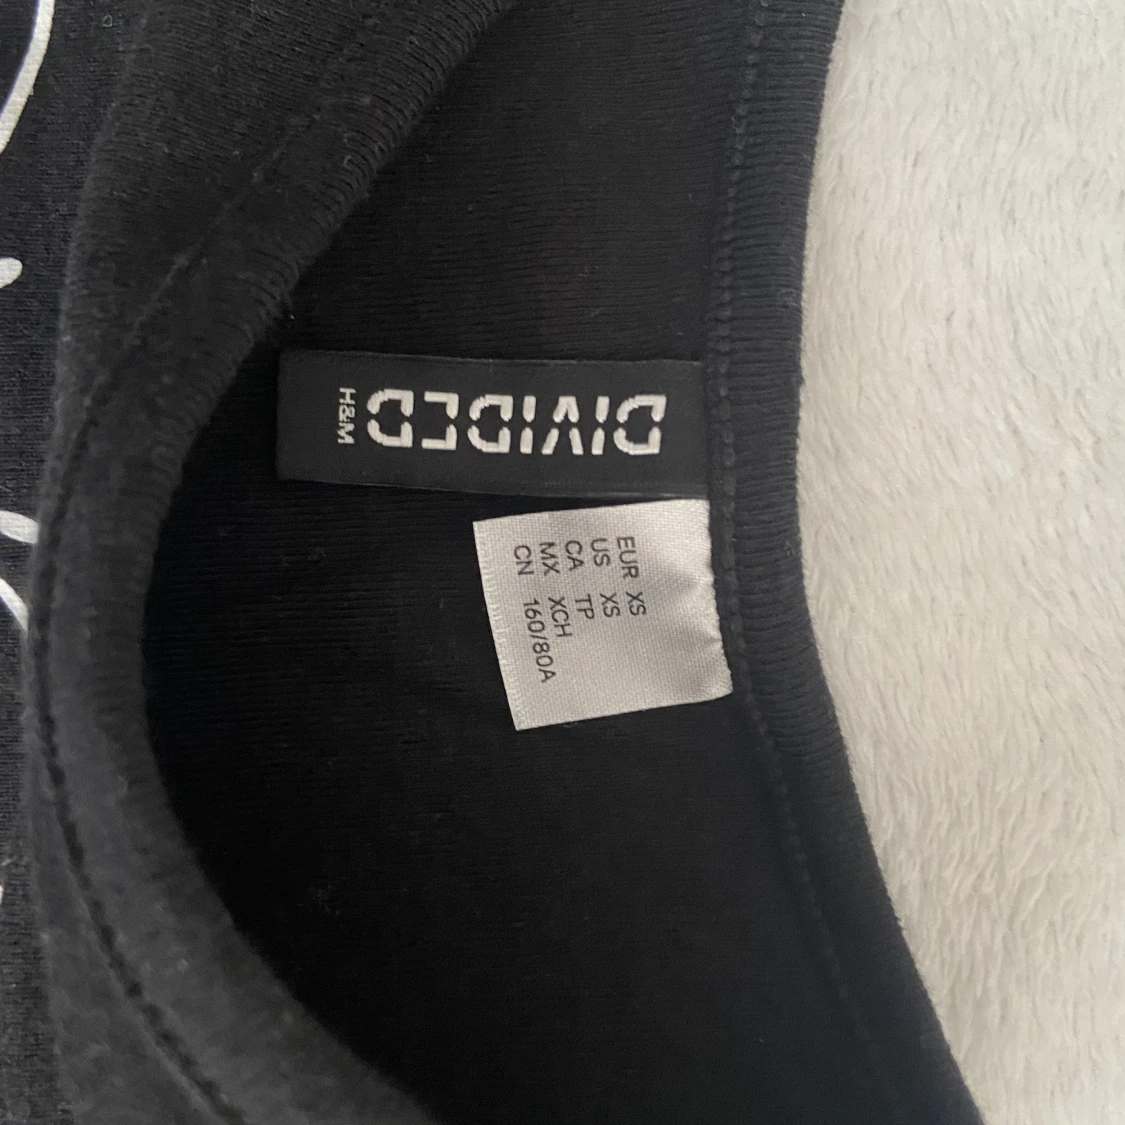 DIVIDED
H&M
EUR XS
US XS
CA TP
MX XCH
CN 160/80A